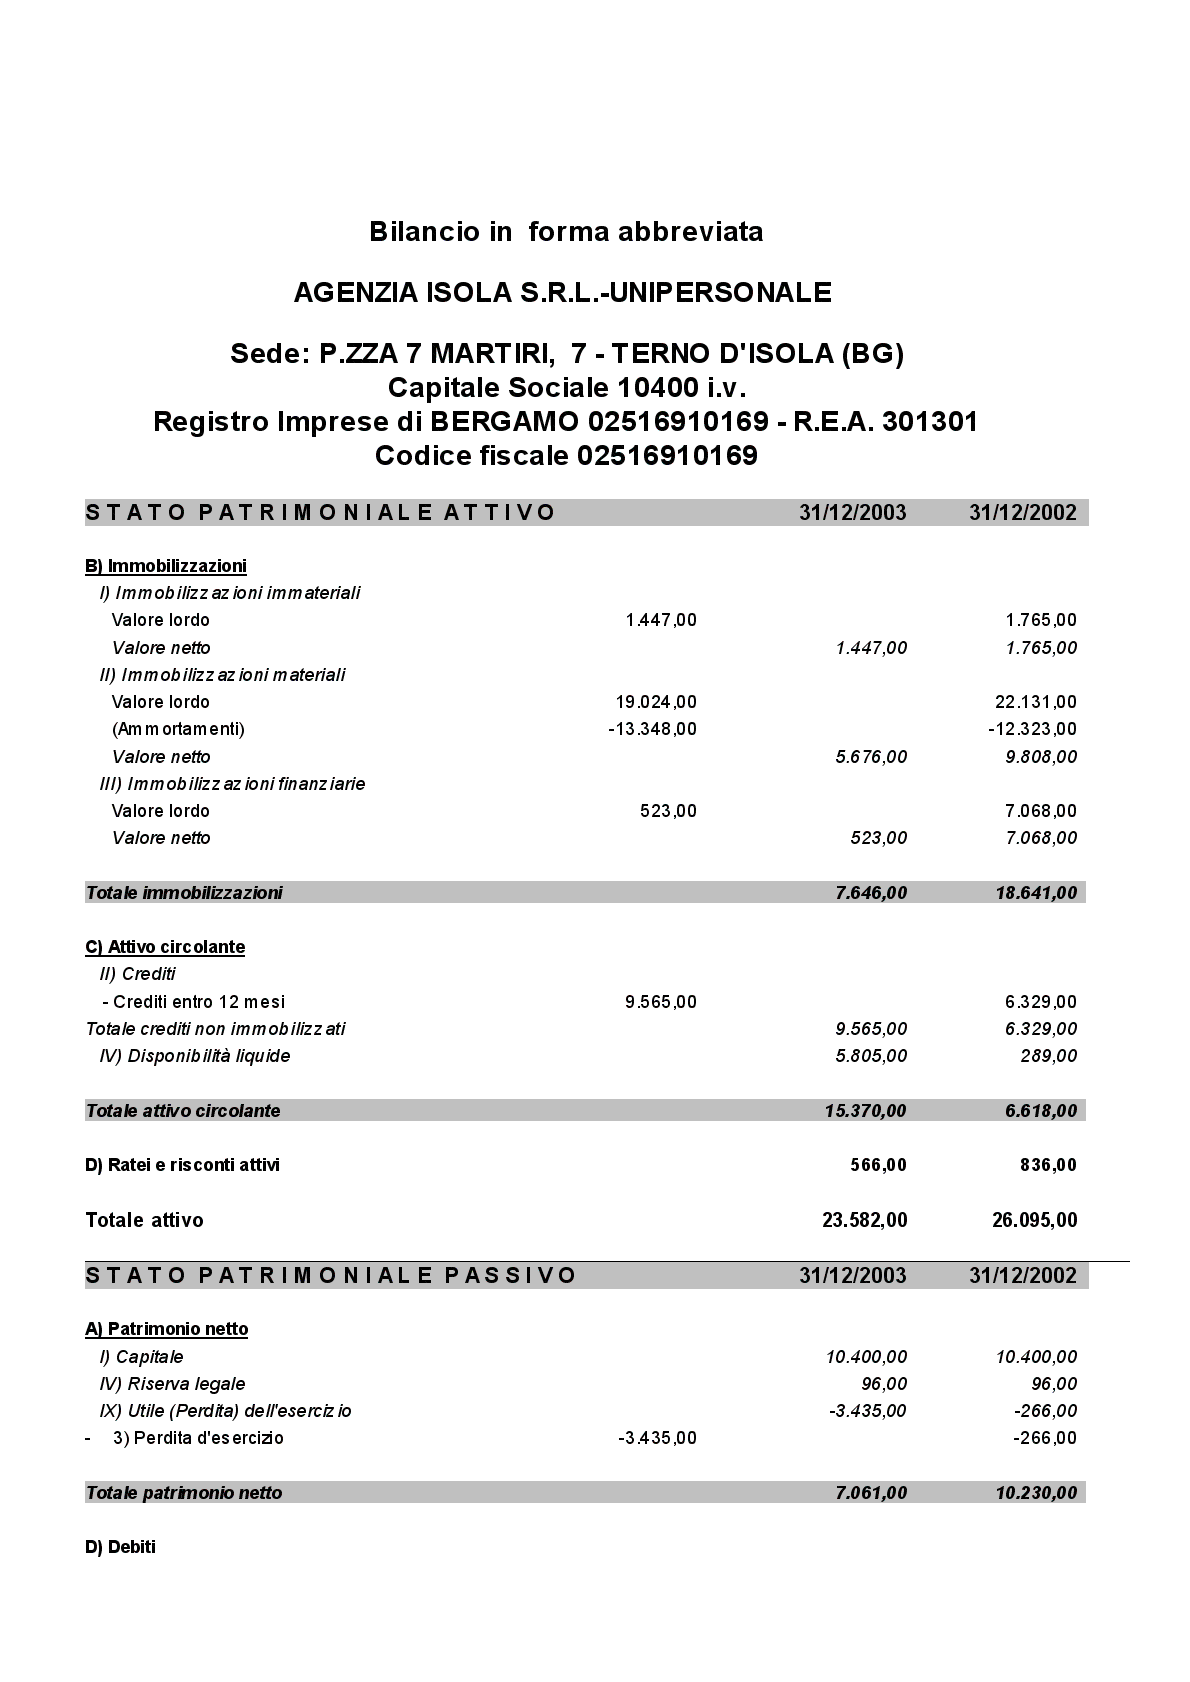 Bilancio in forma abbreviata
AGENZIA ISOLA S.R.L.-UNIPERSONALE
Sede: P.ZZA 7 MARTIRI, 7 - TERNO D'ISOLA (BG)
Capitale Sociale 10400 i.v.
Registro Imprese di BERGAMO 02516910169 - R.E.A. 301301
Codice fiscale 02516910169
STATO PATRIMONIALE ATTIVO 31/12/2003 31/12/2002
B) Immobilizzazioni
I) Immobilizzazioni immateriali
Valore lordo 1.447,00 1.765,00
Valore netto 1.447,00 1.765,00
II) Immobilizzazioni materiali
Valore lordo 19.024,00 22.131,00
(Ammortamenti) -13.348,00 -12.323,00
Valore netto 5.676,00 9.808,00
III) Immobilizzazioni finanziarie
Valore lordo 523,00 7.068,00
Valore netto 523,00 7.068,00
Totale immobilizzazioni 7.646,00 18.641,00
C) Attivo circolante
II) Crediti
- Crediti entro 12 mesi 9.565,00 6.329,00
Totale crediti non immobilizzati 9.565,00 6.329,00
IV) Disponibilità liquide 5.805,00 289,00
Totale attivo circolante 15.370,00 6.618,00
D) Ratei e risconti attivi 566,00 836,00
Totale attivo 23.582,00 26.095,00
STATO PATRIMONIALE PASSIVO 31/12/2003 31/12/2002
A) Patrimonio netto
I) Capitale 10.400,00 10.400,00
IV) Riserva legale 96,00 96,00
IX) Utile (Perdita) dell'esercizio -3.435,00 -266,00
- 3) Perdita d'esercizio -3.435,00 -266,00
Totale patrimonio netto 7.061,00 10.230,00
D) Debiti